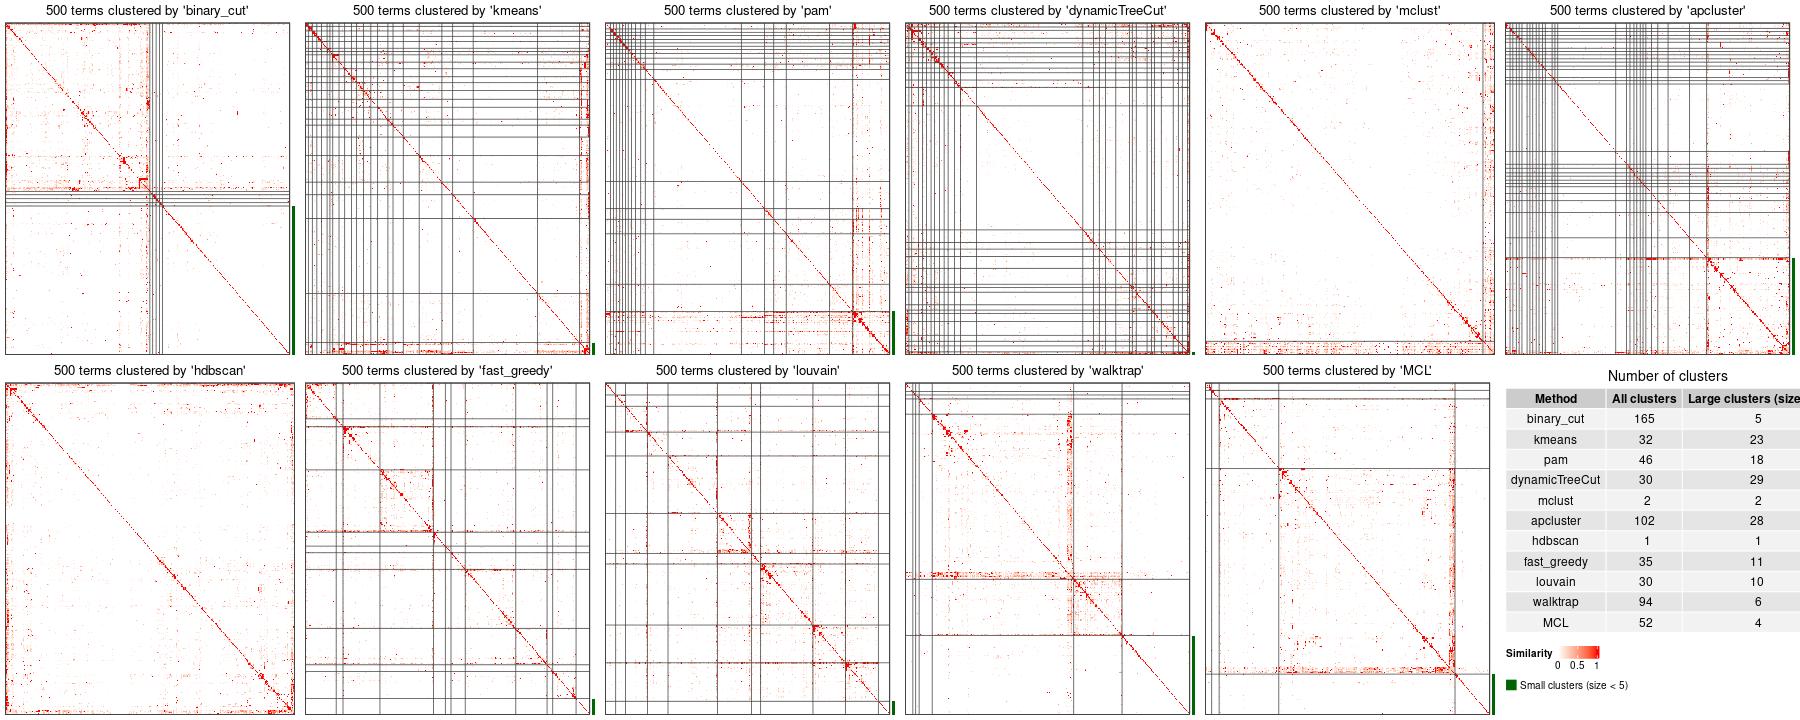 500 terms clustered by 'binary_cut'
500 terms clustered by 'kmeans'
500 terms clustered by 'pam'
500 terms clustered by 'dynamicTreeCut'
500 terms clustered by 'mclust'
500 terms clustered by 'apcluster'
500 terms clustered by 'hdbscan'
500 terms clustered by 'fast_greedy'
500 terms clustered by 'louvain'
500 terms clustered by 'walktrap'
500 terms clustered by 'MCL'
Number of clusters
Method All clusters Large clusters (size
binary_cut 165 5
kmeans 32 23
pam 46 18
dynamicTreeCut 30 29
mclust 2 2
apcluster 102 28
hdbscan 1 1
fast_greedy 35 11
louvain 30 10
walktrap 94 6
MCL 52 4
Similarity
0 0.5 1
Small clusters (size < 5)